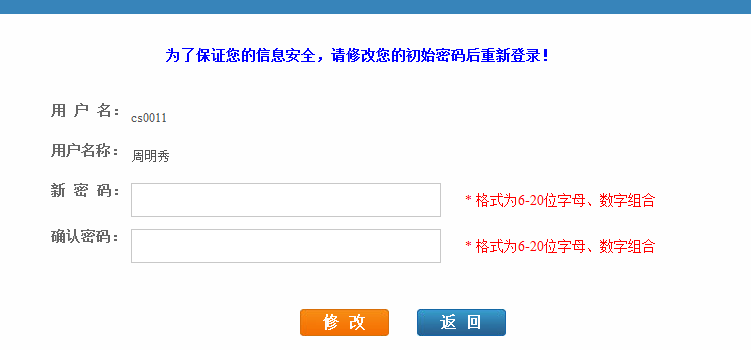 为了保证您的信息安全，请修改您的初始密码后重新登录！
用 户 名： cs0011
用户名称： 周明秀
新 密 码： * 格式为6-20位字母、数字组合
确认密码： * 格式为6-20位字母、数字组合
修 改 返 回